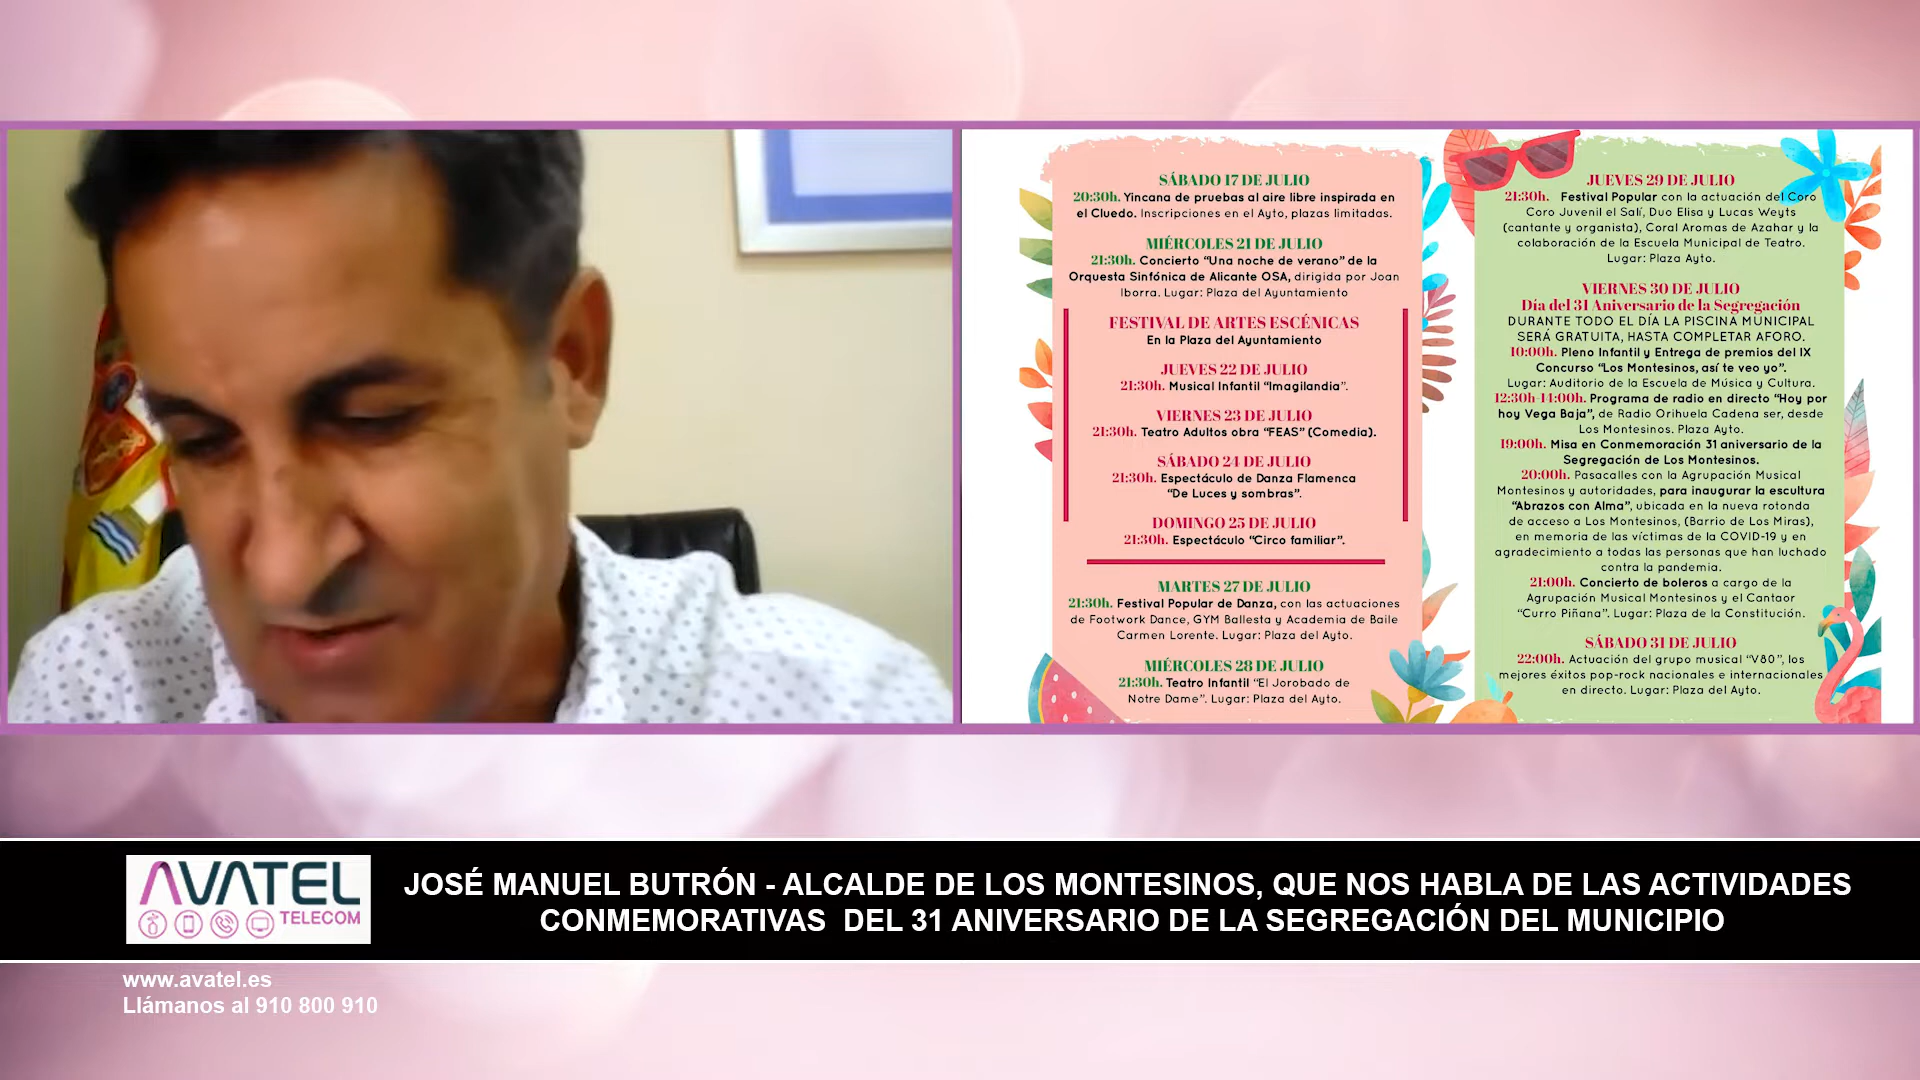 SÁBADO 17 DE JULIO
20:30h. Yincana de pruebas al aire libre inspirada en
el Cluedo. Inscripciones en el Ayto, plazas limitadas.
MIÉRCOLES 21 DE JULIO
21:30h. Concierto “Una noche de verano” de la
Orquesta Sinfónica de Alicante OSA, dirigida por Joan
Iborra. Lugar: Plaza del Ayuntamiento
FESTIVAL DE ARTES ESCÉNICAS
En la Plaza del Ayuntamiento
JUEVES 22 DE JULIO
21:30h. Musical Infantil “Imagilandia”.
VIERNES 23 DE JULIO
21:30h. Teatro Adultos obra “FEAS” (Comedia).
SÁBADO 24 DE JULIO
21:30h. Espectáculo de Danza Flamenca
“De Luces y sombras”.
DOMINGO 25 DE JULIO
21:30h. Espectáculo “Circo familiar”.
MARTES 27 DE JULIO
21:30h. Festival Popular de Danza, con las actuaciones
de Footwork Dance, GYM Ballesta y Academia de Baile
Carmen Lorente. Lugar: Plaza del Ayto.
MIÉRCOLES 28 DE JULIO
21:30h. Teatro Infantil “El Jorobado de
Notre Dame”. Lugar: Plaza del Ayto.
JUEVES 29 DE JULIO
21:30h. Festival Popular con la actuación del Coro
Coro Juvenil el Salí, Duo Elisa y Lucas Weyts
(cantante y organista), Coral Aromas de Azahar y la
colaboración de la Escuela Municipal de Teatro.
Lugar: Plaza Ayto.
VIERNES 30 DE JULIO
Día del 31 Aniversario de la Segregación
DURANTE TODO EL DÍA LA PISCINA MUNICIPAL
SERÁ GRATUITA, HASTA COMPLETAR AFORO.
10:00h. Pleno Infantil y Entrega de premios del IX
Concurso “Los Montesinos, así te veo yo”.
Lugar: Auditorio de la Escuela de Música y Cultura.
12:30h-14:00h. Programa de radio en directo “Hoy por
hoy Vega Baja”, de Radio Orihuela Cadena ser, desde
Los Montesinos. Plaza Ayto.
19:00h. Misa en Conmemoración 31 aniversario de la
Segregación de Los Montesinos.
20:00h. Pasacalles con la Agrupación Musical
Montesinos y autoridades, para inaugurar la escultura
“Abrazos con Alma”, ubicada en la nueva rotonda
de acceso a Los Montesinos, (Barrio de Los Miras),
en memoria de las víctimas de la COVID-19 y en
agradecimiento a todas las personas que han luchado
contra la pandemia.
21:00h. Concierto de boleros a cargo de la
Agrupación Musical Montesinos y el Cantaor
“Curro Piñana”. Lugar: Plaza de la Constitución.
SÁBADO 31 DE JULIO
22:00h. Actuación del grupo musical “V80”, los
mejores éxitos pop-rock nacionales e internacionales
en directo. Lugar: Plaza del Ayto.
AVATEL
TELECOM
JOSÉ MANUEL BUTRÓN - ALCALDE DE LOS MONTESINOS, QUE NOS HABLA DE LAS ACTIVIDADES
CONMEMORATIVAS  DEL 31 ANIVERSARIO DE LA SEGREGACIÓN DEL MUNICIPIO
www.avatel.es
Llámanos al 910 800 910